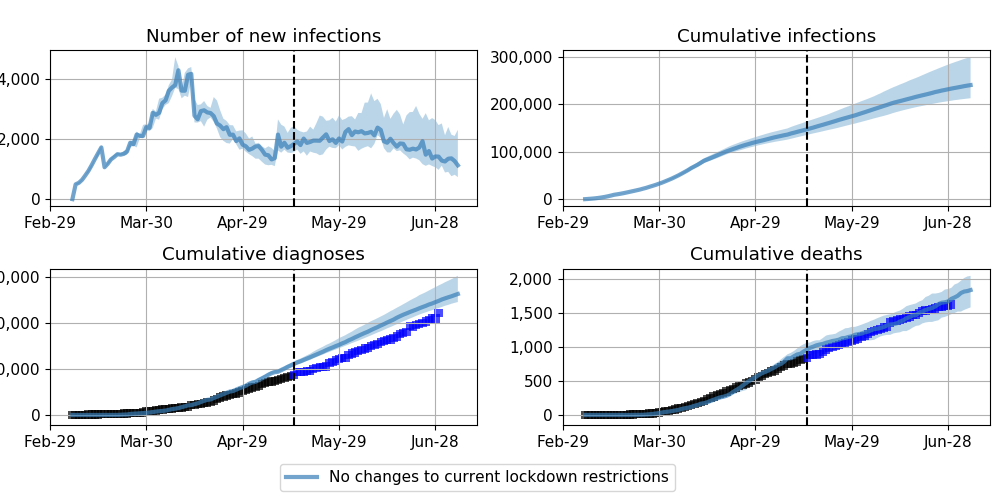 Number of new infections
Cumulative infections
4,000
2,000
0
Feb-29
Mar-30
Apr-29
May-29
Jun-28
300,000
200,000
100,000
0
Feb-29
Mar-30
Apr-29
May-29
Jun-28
Cumulative diagnoses
Cumulative deaths
0
Feb-29
Mar-30
Apr-29
May-29
Jun-28
2,000
1,500
1,000
500
0
Feb-29
Mar-30
Apr-29
May-29
Jun-28
No changes to current lockdown restrictions